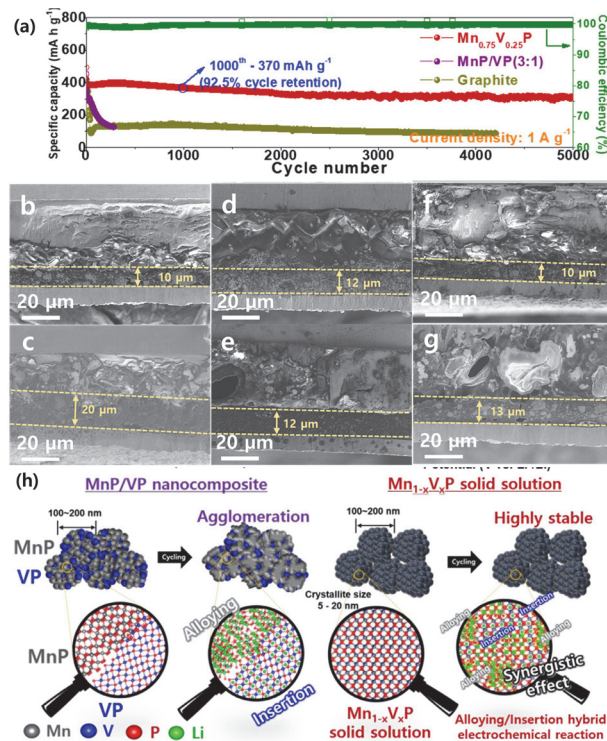 (a)
Specific capacity (mA h g⁻¹)
800
600
400
200
0
Mn0.75V0.25P
MnP/VP(3:1)
Graphite
1000th - 370 mAh g-1
(92.5% cycle retention)
Current density: 1 A g-1
0 1000 2000 3000 4000 5000
Cycle number
100
90
80
70
60
Coulombic efficiency (%)
b
10 μm
20 μm
d
12 μm
20 μm
f
10 μm
20 μm
c
20 μm
20 μm
e
12 μm
20 μm
g
13 μm
20 μm
(h)
MnP/VP nanocomposite
Mn1-xVxP solid solution
100~200 nm
Agglomeration
100~200 nm
Highly stable
MnP
VP
Cycling
Cycling
Crystallite size
5 - 20 nm
MnP
VP
Alloying
Insertion
Alloying
Insertion
Alloying
Insertion
Alloying
Synergistic
effect
Mn1-xVxP
solid solution
Alloying/Insertion hybrid
electrochemical reaction
Mn V P Li